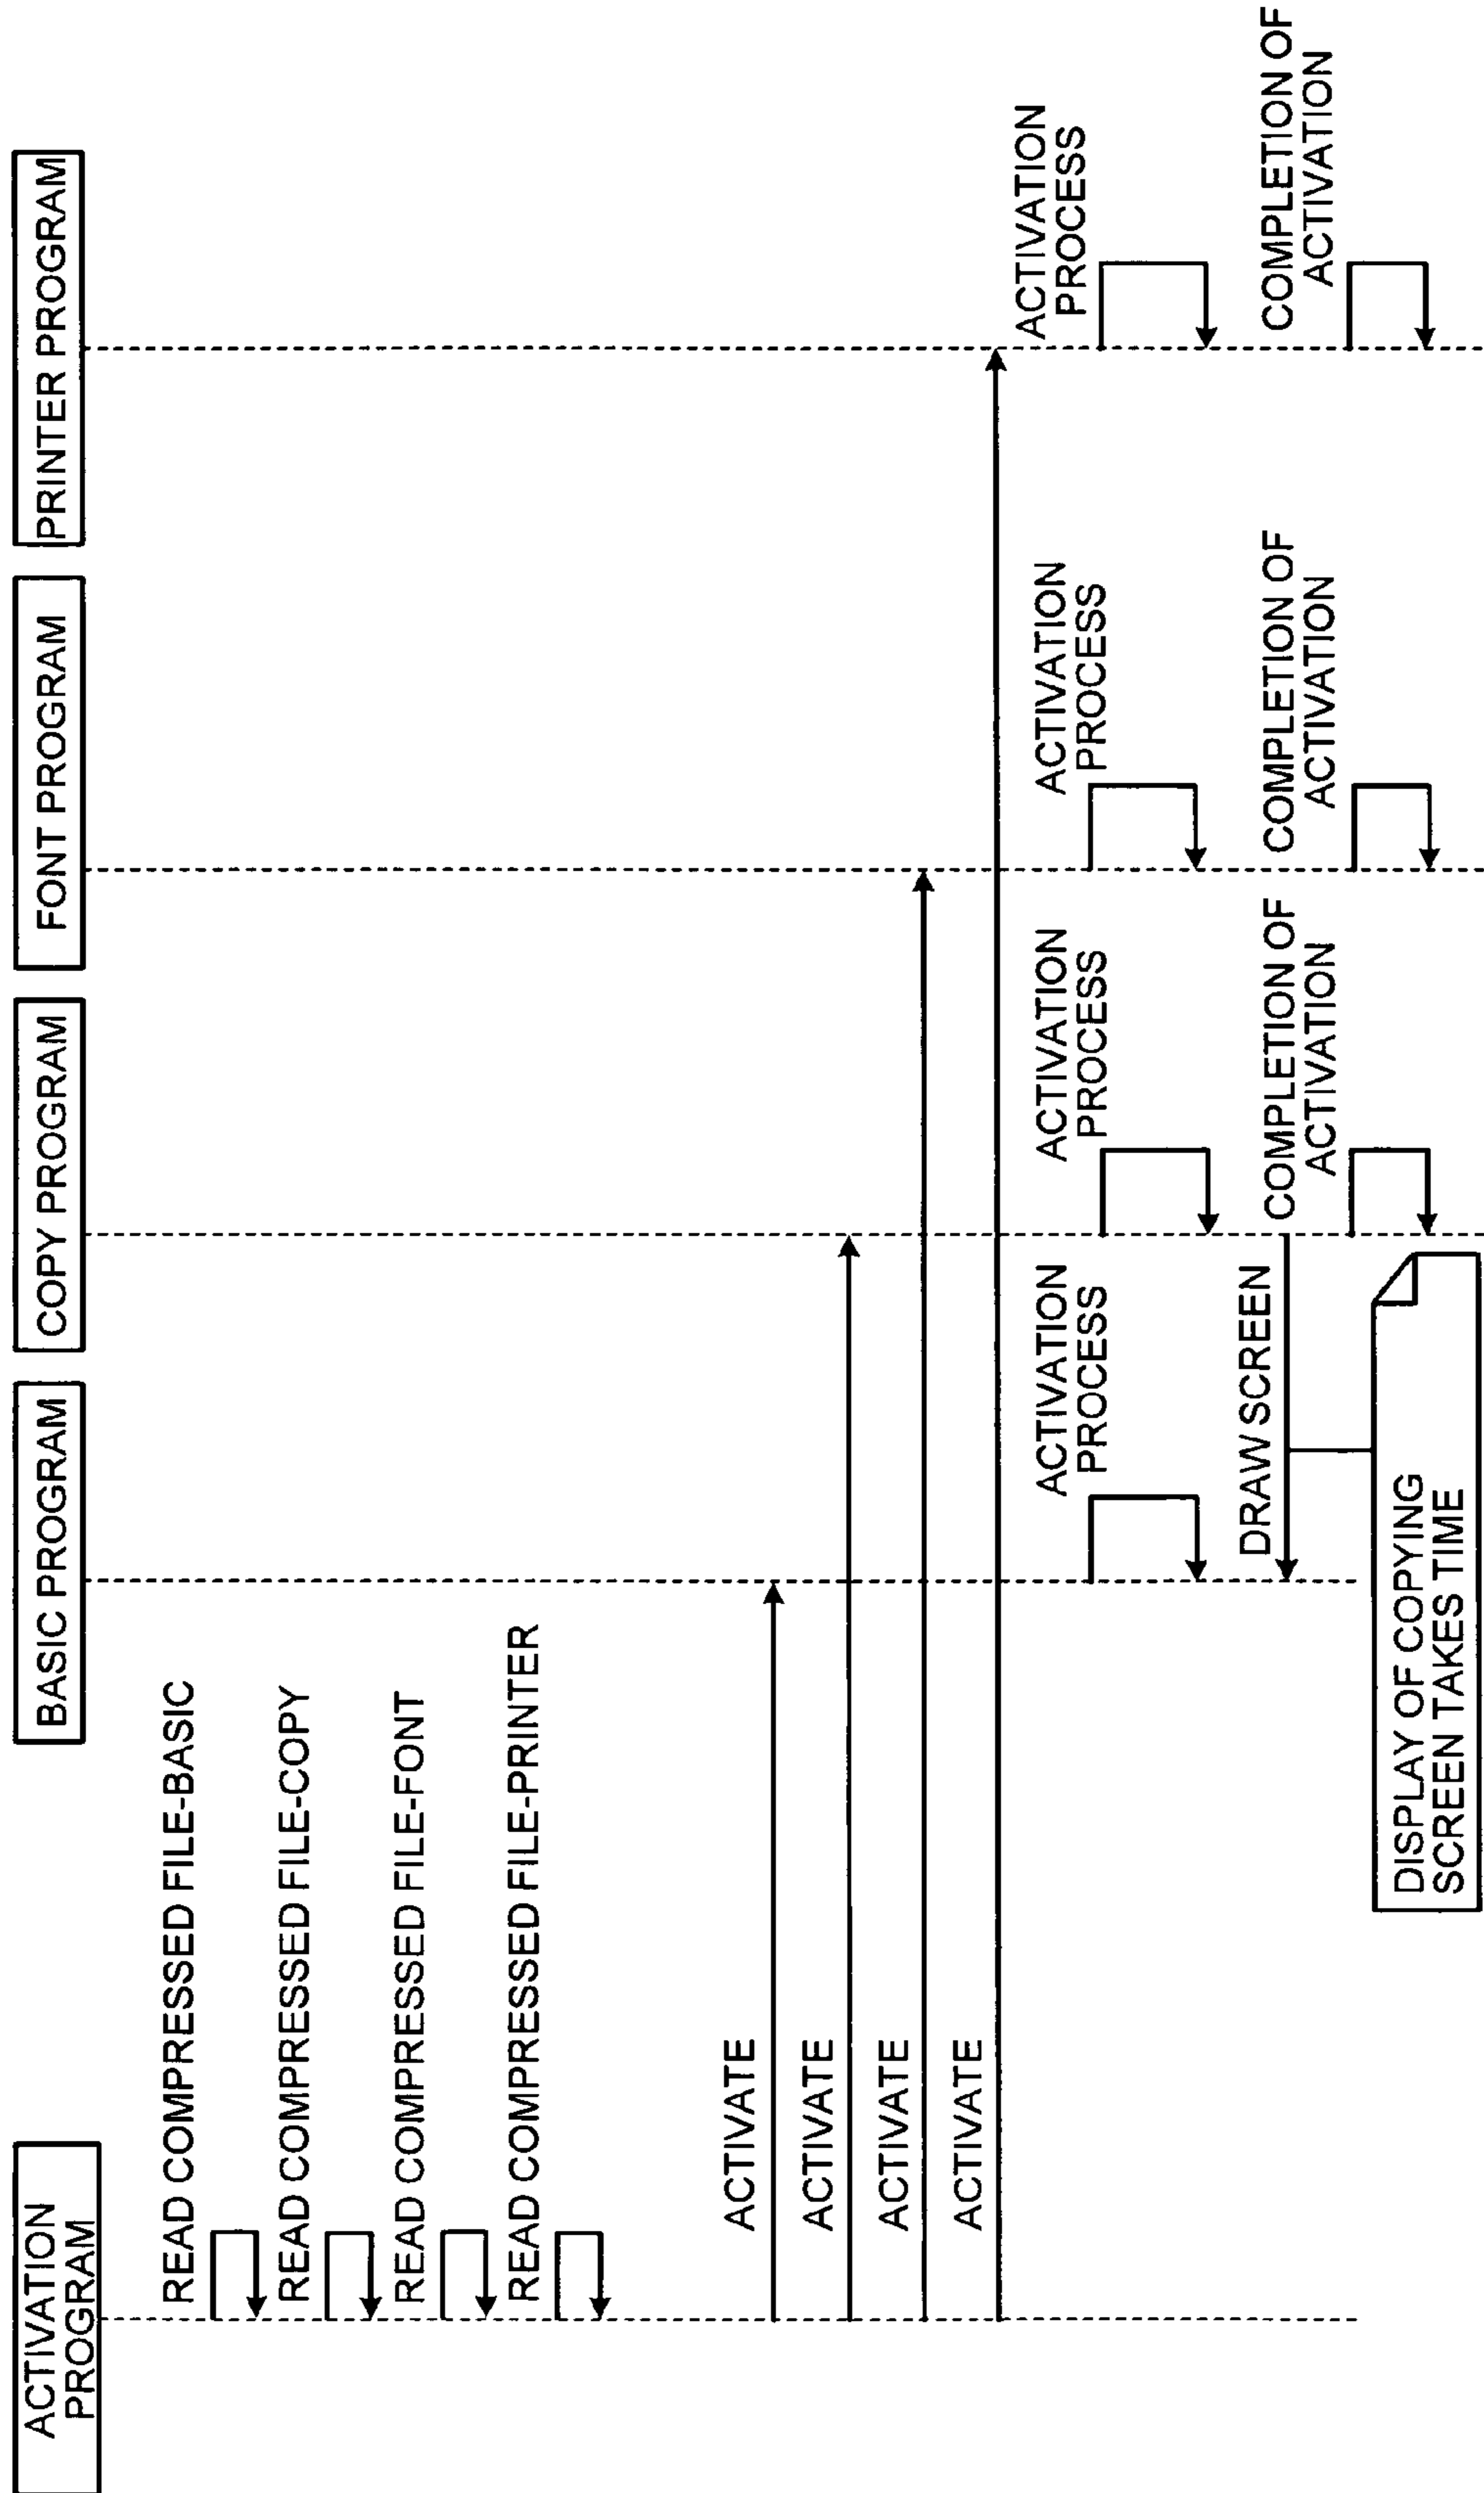 ACTIVATION
PROGRAM
BASIC PROGRAM
COPY PROGRAM
FONT PROGRAM
PRINTER PROGRAM
READ COMPRESSED FILE-BASIC
READ COMPRESSED FILE-COPY
READ COMPRESSED FILE-FONT
READ COMPRESSED FILE-PRINTER
ACTIVATE
ACTIVATE
ACTIVATE
ACTIVATE
ACTIVATION
PROCESS
ACTIVATION
PROCESS
ACTIVATION
PROCESS
ACTIVATION
PROCESS
DRAW SCREEN
COMPLETION OF
ACTIVATION
COMPLETION OF
ACTIVATION
COMPLETION OF
ACTIVATION
DISPLAY OF COPYING
SCREEN TAKES TIME